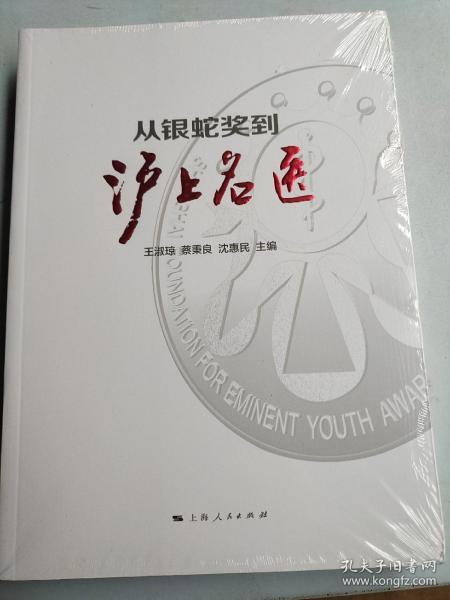 从银蛇奖到
沪上名医
王淑琼 蔡秉良 沈惠民 主编
FOUNDATION FOR EMINENT YOUTH AWAR
上海人民出版社
孔夫子旧书网
www.kongfz.com